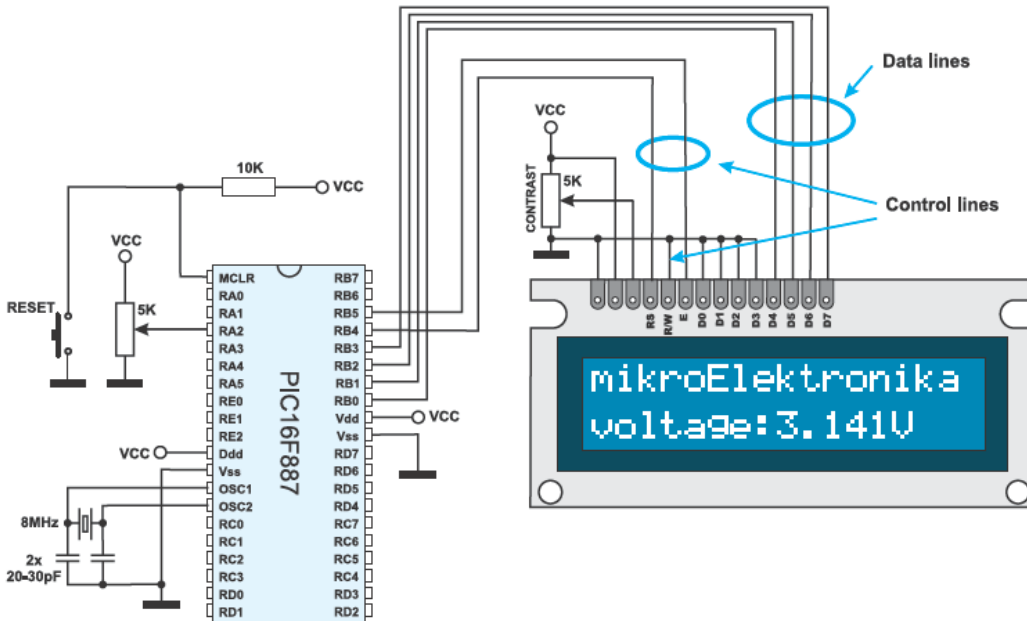 Data lines
Control lines
VCC
CONTRAST
5K
10K
VCC
VCC
RESET
5K
MCLR
RA0
RA1
RA2
RA3
RA4
RA5
RE0
RE1
RE2
Ddd
Vss
OSC1
OSC2
RC0
RC1
RC2
RC3
RD0
RD1
PIC16F887
RB7
RB6
RB5
RB4
RB3
RB2
RB1
RB0
Vdd
Vss
RD7
RD6
RD5
RD4
RC7
RC6
RC5
RC4
RD3
RD2
VCC
VCC
8MHz
2x
20-30pF
RS
R/W
E
D0
D1
D2
D3
D4
D5
D6
D7
mikroElektronika
voltage:3.141V